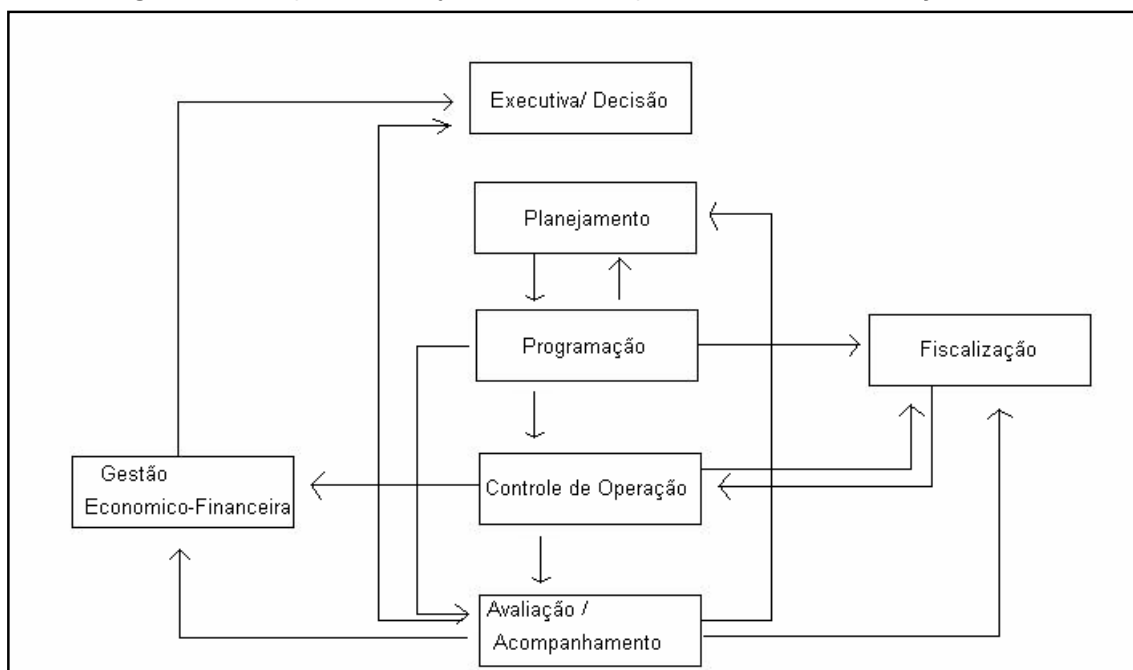 Executiva/ Decisão
Planejamento
Programação
Fiscalização
Gestão
Economico-Financeira
Controle de Operação
Avaliação /
Acompanhamento